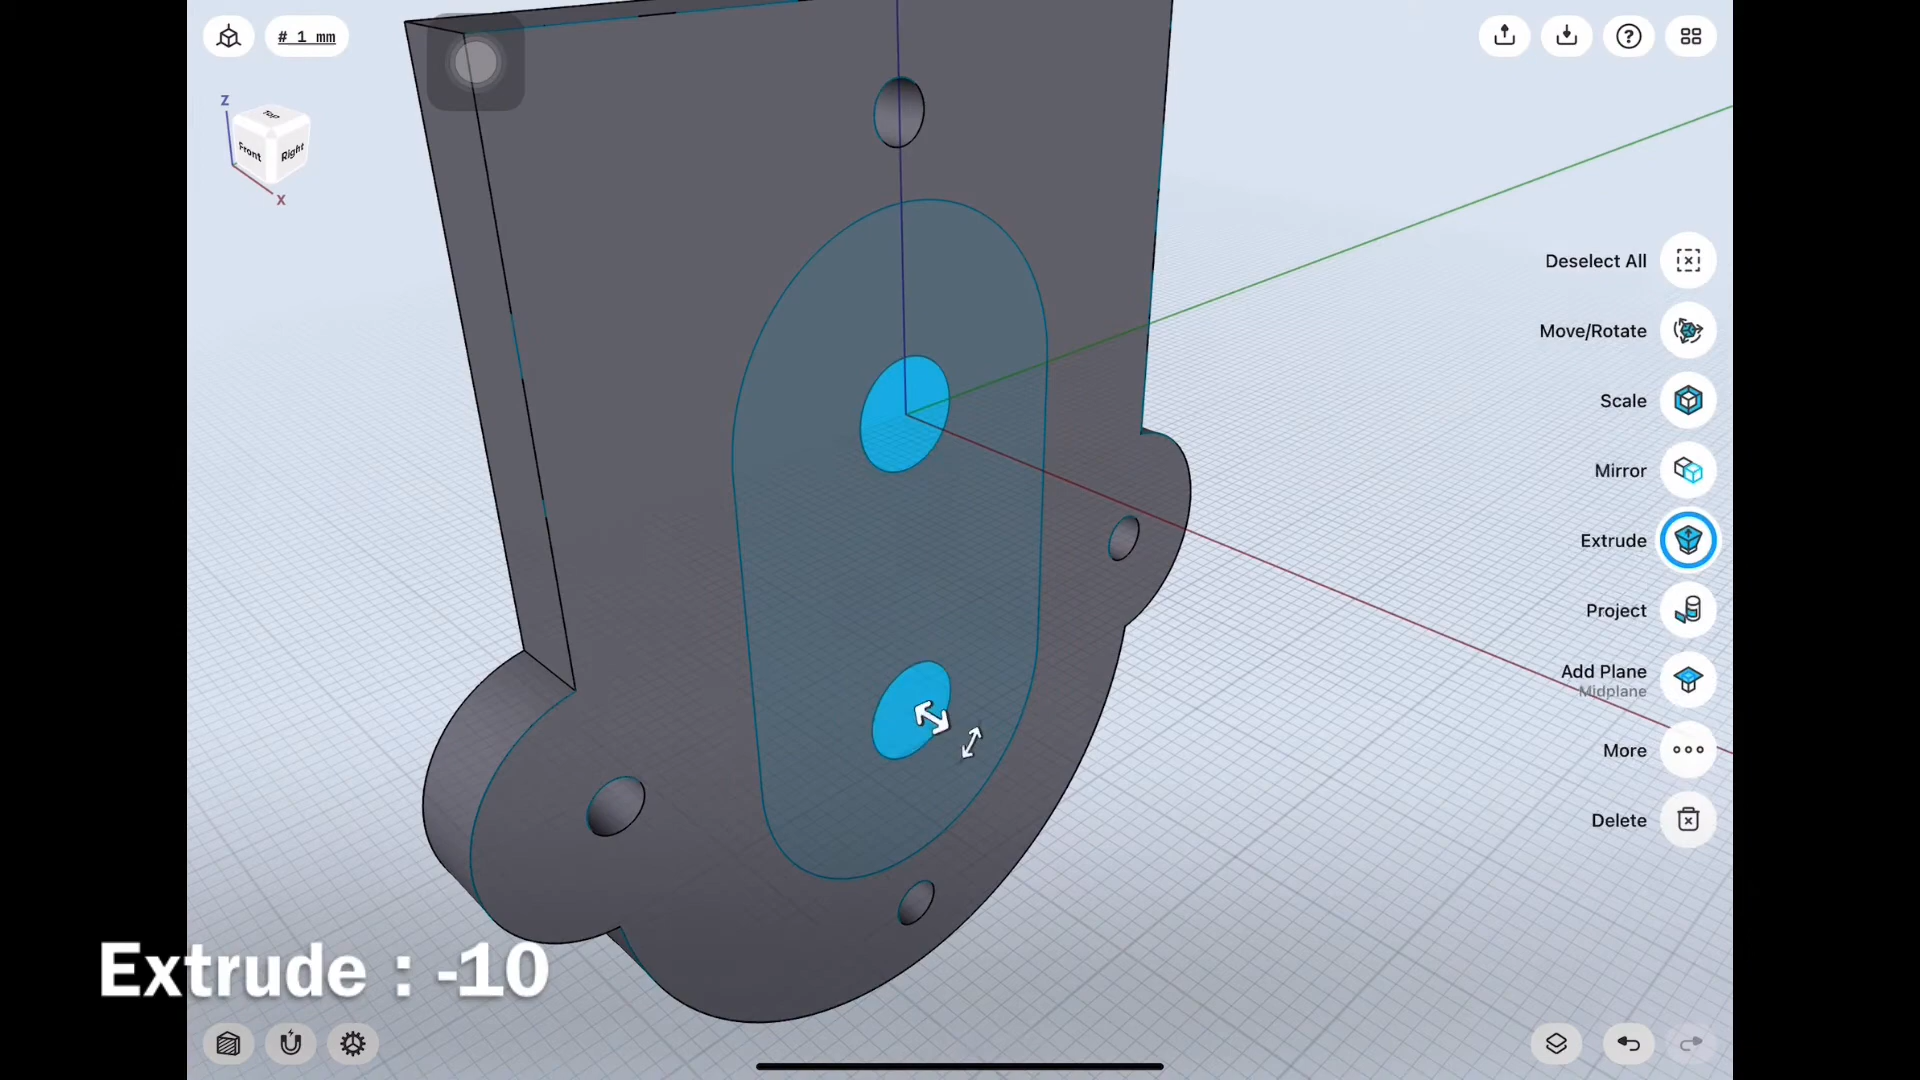 # 1 mm
Z
Top
Front
Right
X
Deselect All
Move/Rotate
Scale
Mirror
Extrude
Project
Add Plane
Midplane
More
Delete
Extrude : -10